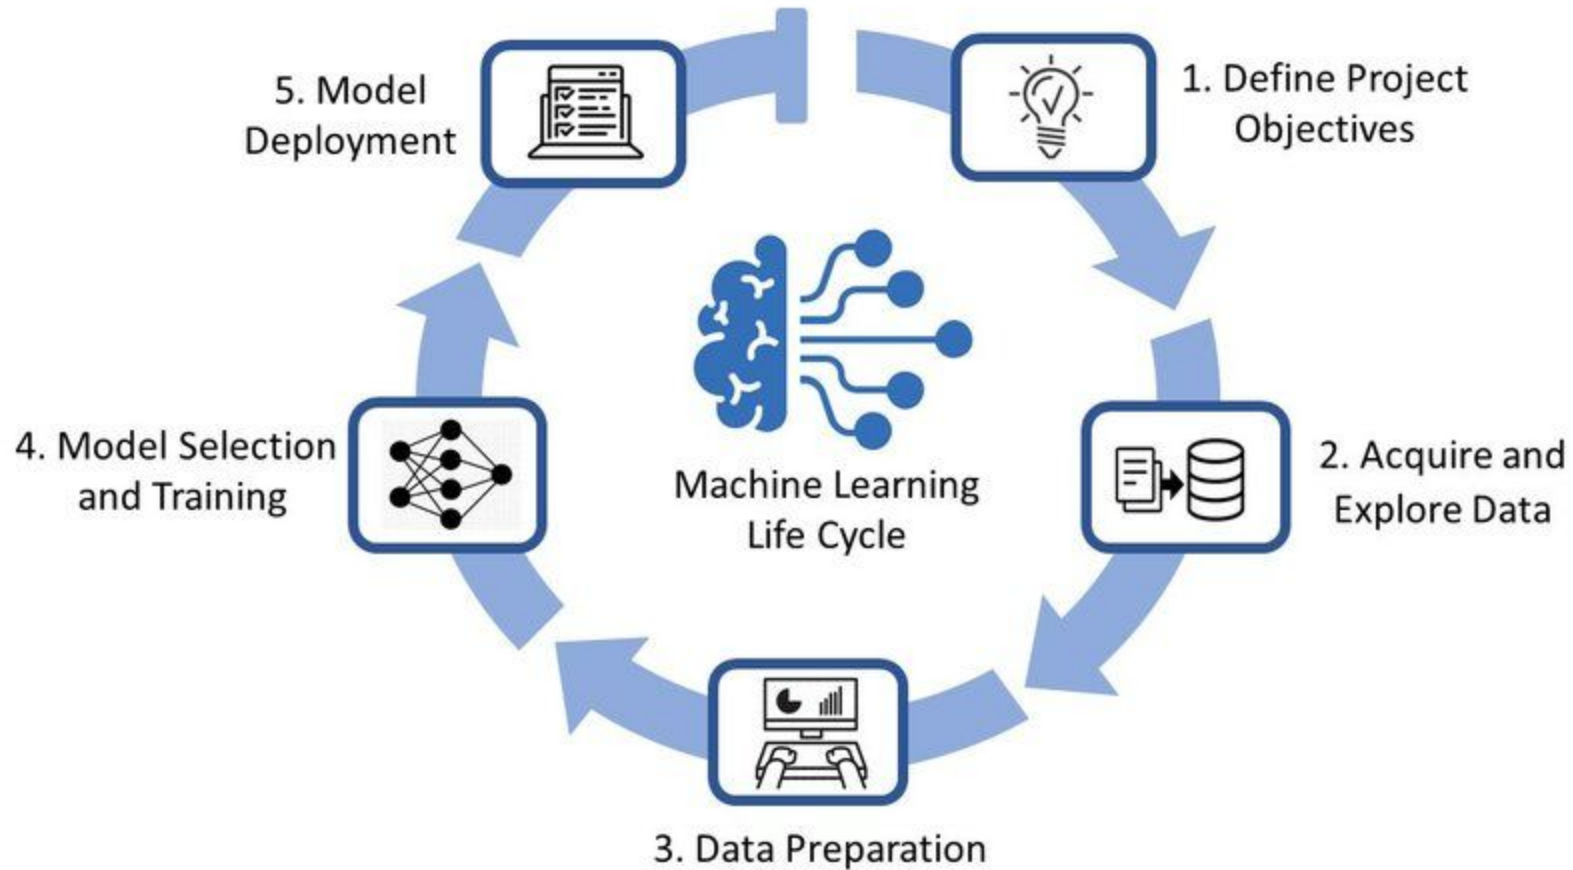 1. Define Project
Objectives
2. Acquire and
Explore Data
3. Data Preparation
4. Model Selection
and Training
5. Model
Deployment
Machine Learning
Life Cycle